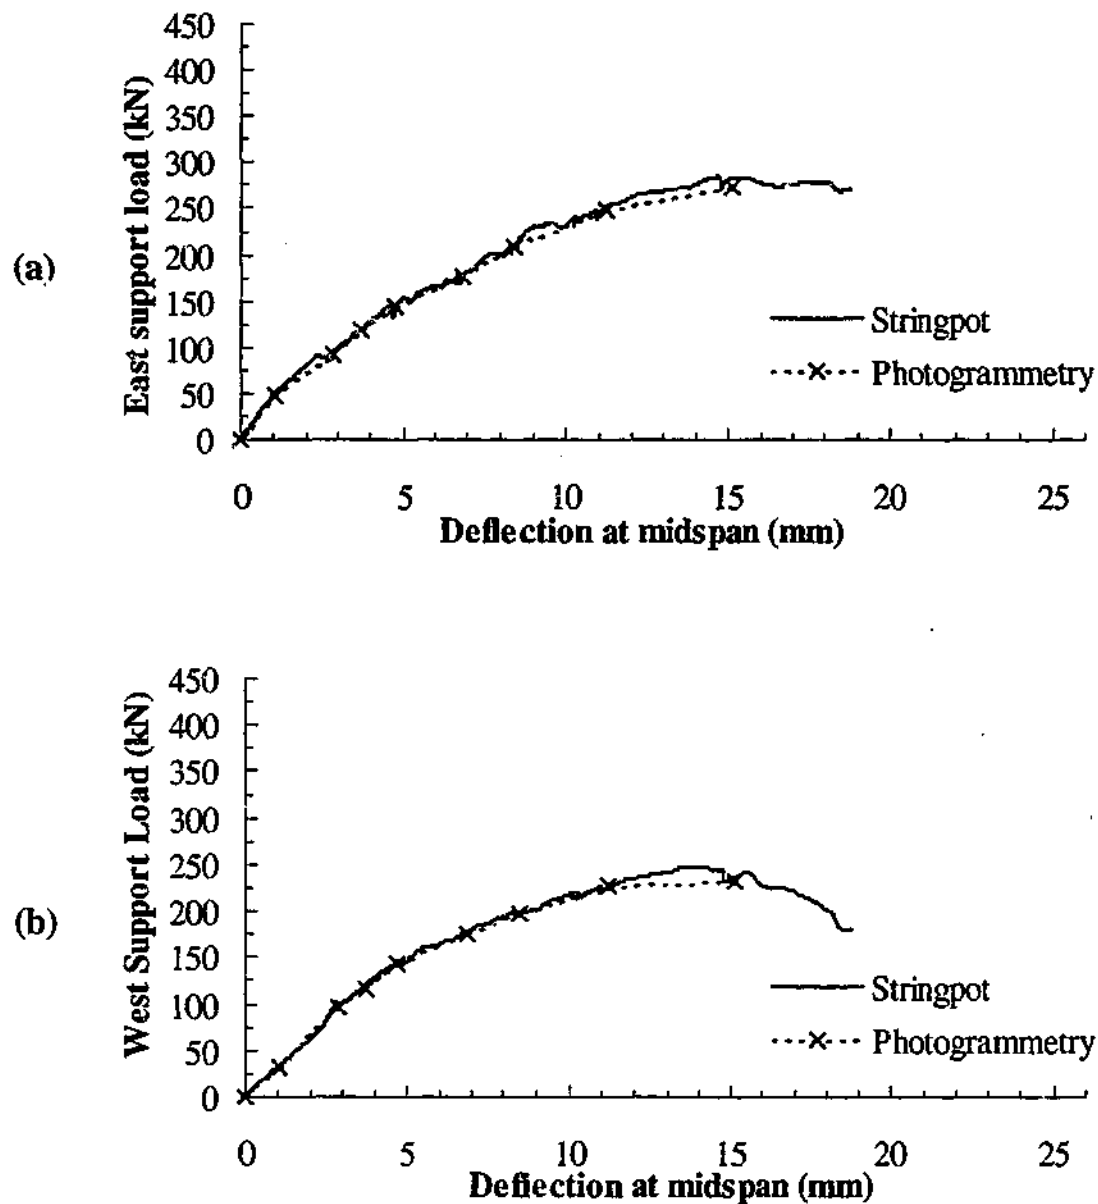 450
400
350
300
250
200
150
100
50
0
East support load (kN)
(a)
Stringpot
Photogrammetry
0 5 10 15 20 25
Deflection at midspan (mm)
450
400
350
300
250
200
150
100
50
0
West Support Load (kN)
(b)
Stringpot
Photogrammetry
0 5 10 15 20 25
Deflection at midspan (mm)